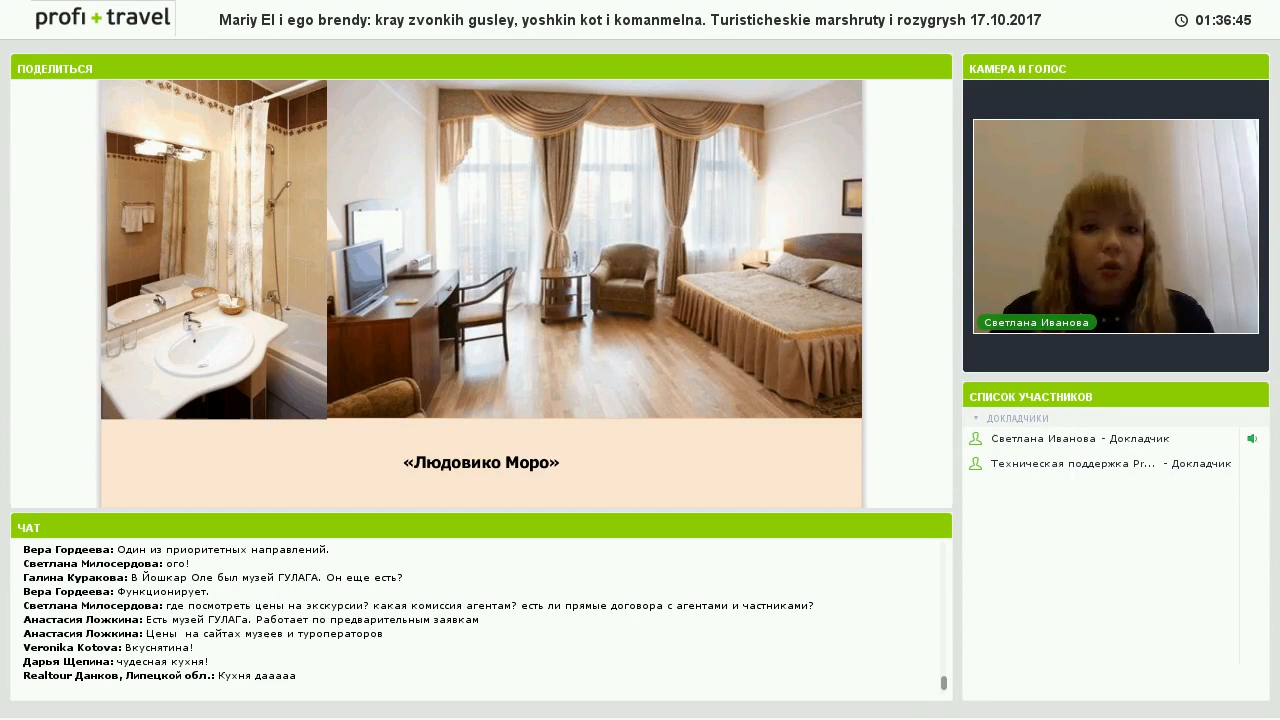 profi + travel
Mariy El i ego brendy: kray zvonkih gusley, yoshkin kot i komanmelna. Turisticheskie marshruty i rozygrysh 17.10.2017
01:36:45
ПОДЕЛИТЬСЯ
«Людовико Моро»
КАМЕРА И ГОЛОС
Светлана Иванова
СПИСОК УЧАСТНИКОВ
ДОКЛАДЧИКИ
Светлана Иванова - Докладчик
Техническая поддержка Pr... - Докладчик
ЧАТ
Вера Гордеева: Один из приоритетных направлений.
Светлана Милосердова: ого!
Галина Куракова: В Йошкар Оле был музей ГУЛАГА. Он еще есть?
Вера Гордеева: Функционирует.
Светлана Милосердова: где посмотреть цены на экскурсии? какая комиссия агентам? есть ли прямые договора с агентами и частниками?
Анастасия Ложкина: Есть музей ГУЛАГа. Работает по предварительным заявкам
Анастасия Ложкина: Цены на сайтах музеев и туроператоров
Veronika Kotova: Вкуснятина!
Дарья Щепина: чудесная кухня!
Realtour Данков, Липецкой обл.: Кухня дааааа